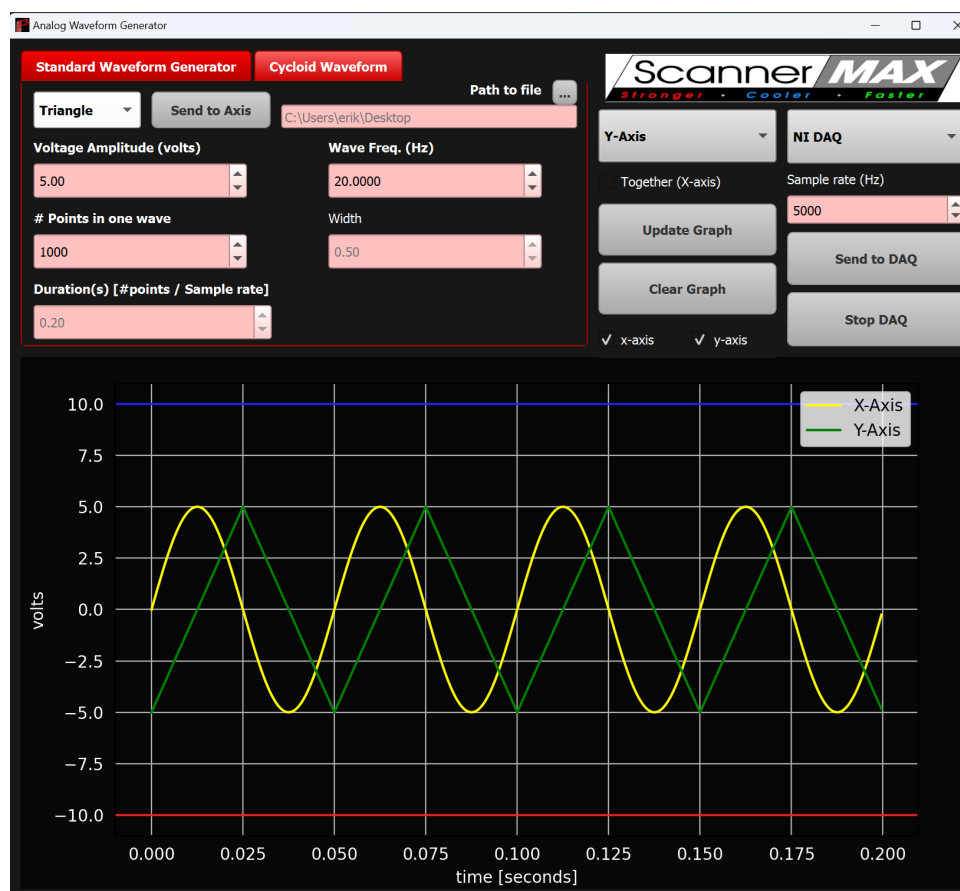 Analog Waveform Generator
Standard Waveform Generator
Cycloid Waveform
Triangle
Send to Axis
Path to file
...
C:\Users\erik\Desktop
Voltage Amplitude (volts)
Wave Freq. (Hz)
5.00
20.0000
# Points in one wave
Width
1000
0.50
Duration(s) [#points / Sample rate]
0.20
Scanner MAX
Stronger · Cooler · Faster
Y-Axis
NI DAQ
Together (X-axis)
Sample rate (Hz)
5000
Update Graph
Send to DAQ
Clear Graph
Stop DAQ
x-axis
y-axis
X-Axis
Y-Axis
10.0
7.5
5.0
2.5
0.0
−2.5
−5.0
−7.5
−10.0
volts
0.000 0.025 0.050 0.075 0.100 0.125 0.150 0.175 0.200
time [seconds]